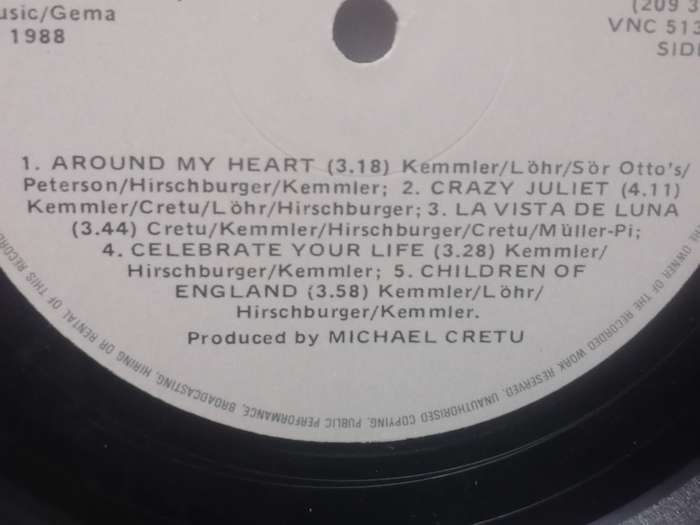 usic/Gema
1988
(209 3
VNC 513
SIDE
1. AROUND MY HEART (3.18) Kemmler/Löhr/Sör Otto's/
Peterson/Hirschburger/Kemmler; 2. CRAZY JULIET (4.11)
Kemmler/Cretu/Löhr/Hirschburger; 3. LA VISTA DE LUNA
(3.44) Cretu/Kemmler/Hirschburger/Cretu/Müller-Pi;
4. CELEBRATE YOUR LIFE (3.28) Kemmler/
Hirschburger/Kemmler; 5. CHILDREN OF
ENGLAND (3.58) Kemmler/Löhr/
Hirschburger/Kemmler.
Produced by MICHAEL CRETU
THE OWNER OF THE RECORDED WORK RESERVED. UNAUTHORISED COPYING, PUBLIC PERFORMANCE, BROADCASTING, HIRING OR RENTAL OF THIS RECORD